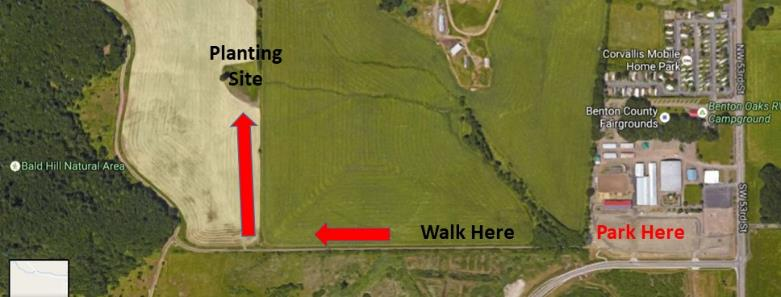 Planting
Site
Corvallis Mobile
Home Park
NW 53rd St
Benton County
Fairgrounds
Benton Oaks RV
Campground
Bald Hill Natural Area
SW 53rd St
Walk Here
Park Here